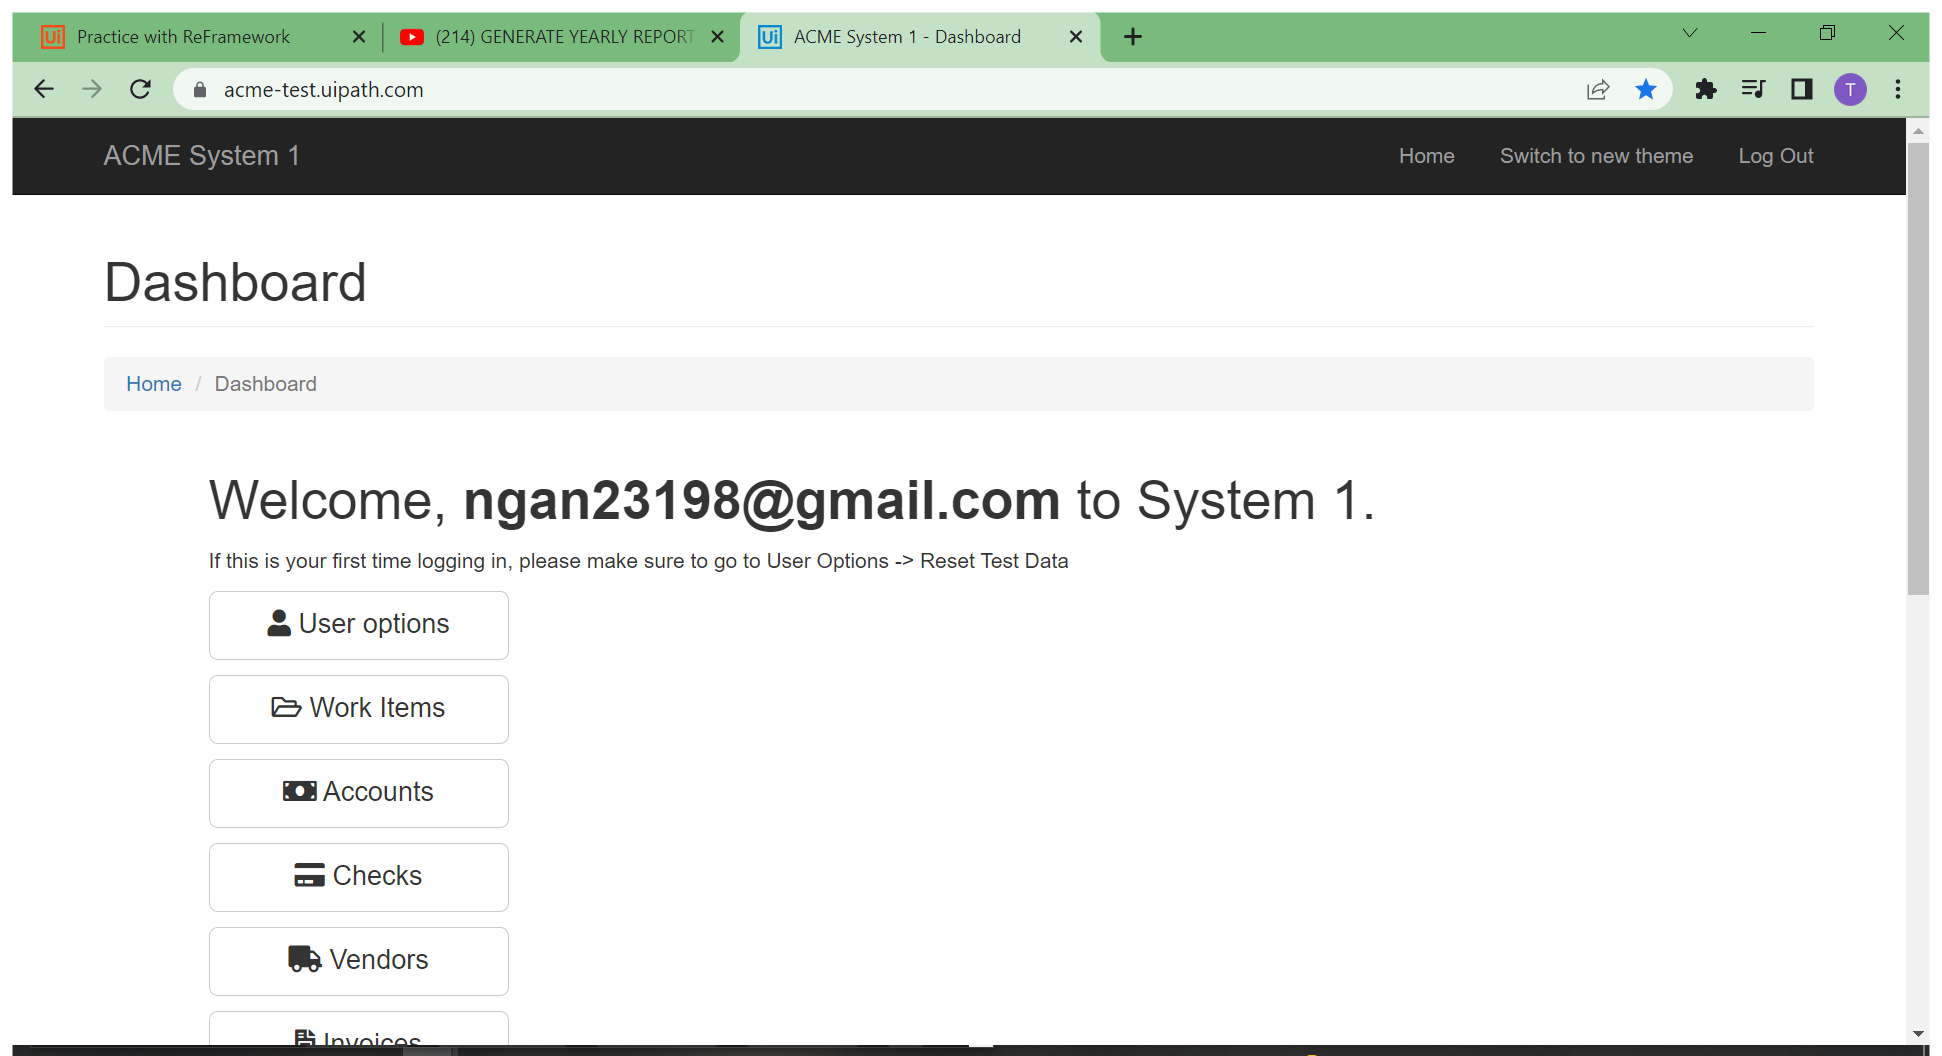 Ui Practice with ReFramework
(214) GENERATE YEARLY REPORT
Ui ACME System 1 - Dashboard
acme-test.uipath.com
T
ACME System 1
Home
Switch to new theme
Log Out
Dashboard
Home / Dashboard
Welcome, ngan23198@gmail.com to System 1.
If this is your first time logging in, please make sure to go to User Options -> Reset Test Data
User options
Work Items
Accounts
Checks
Vendors
Invoices